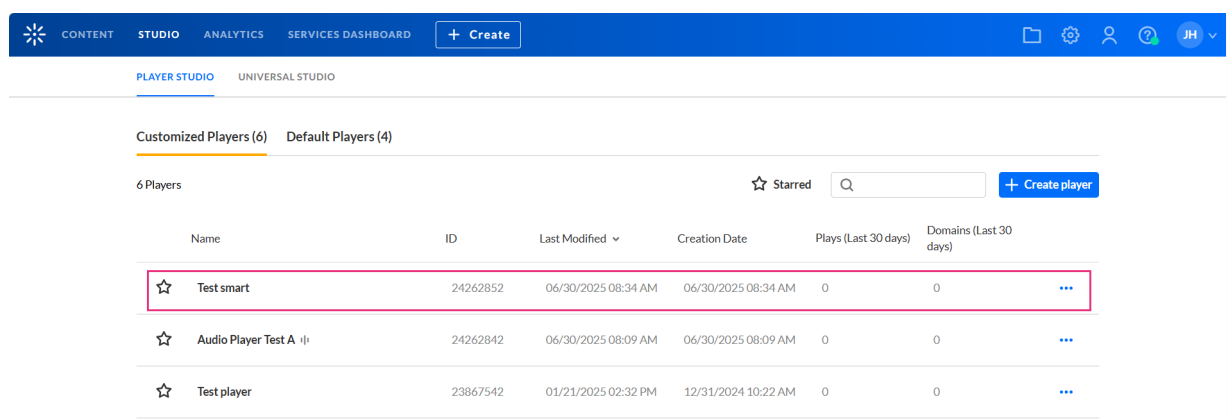 CONTENT STUDIO ANALYTICS SERVICES DASHBOARD + Create JH
PLAYER STUDIO UNIVERSAL STUDIO
Customized Players (6) Default Players (4)
6 Players Starred + Create player
Name ID Last Modified Creation Date Plays (Last 30 days) Domains (Last 30 days)
Test smart 24262852 06/30/2025 08:34 AM 06/30/2025 08:34 AM 0 0
Audio Player Test A 24262842 06/30/2025 08:09 AM 06/30/2025 08:09 AM 0 0
Test player 23867542 01/21/2025 02:32 PM 12/31/2024 10:22 AM 0 0